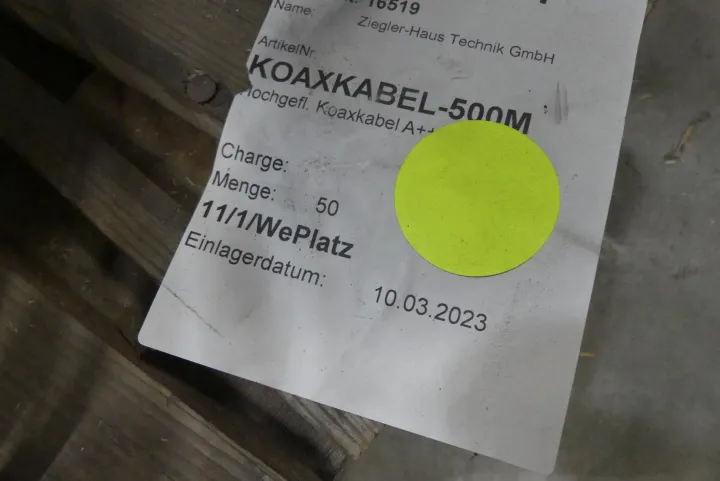 16519
Name: Ziegler-Haus Technik GmbH
ArtikelNr
KOAXKABEL-500M
Hochgefl. Koaxkabel A++
Charge:
Menge: 50
11/1/WePlatz
Einlagerdatum: 10.03.2023